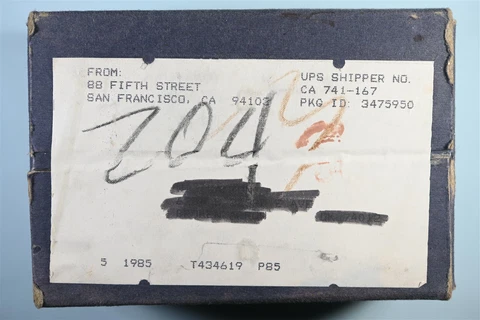 FROM:
88 FIFTH STREET
SAN FRANCISCO, CA 94103
UPS SHIPPER NO.
CA 741-167
PKG ID: 3475950
204
5 1985 T434619 P85